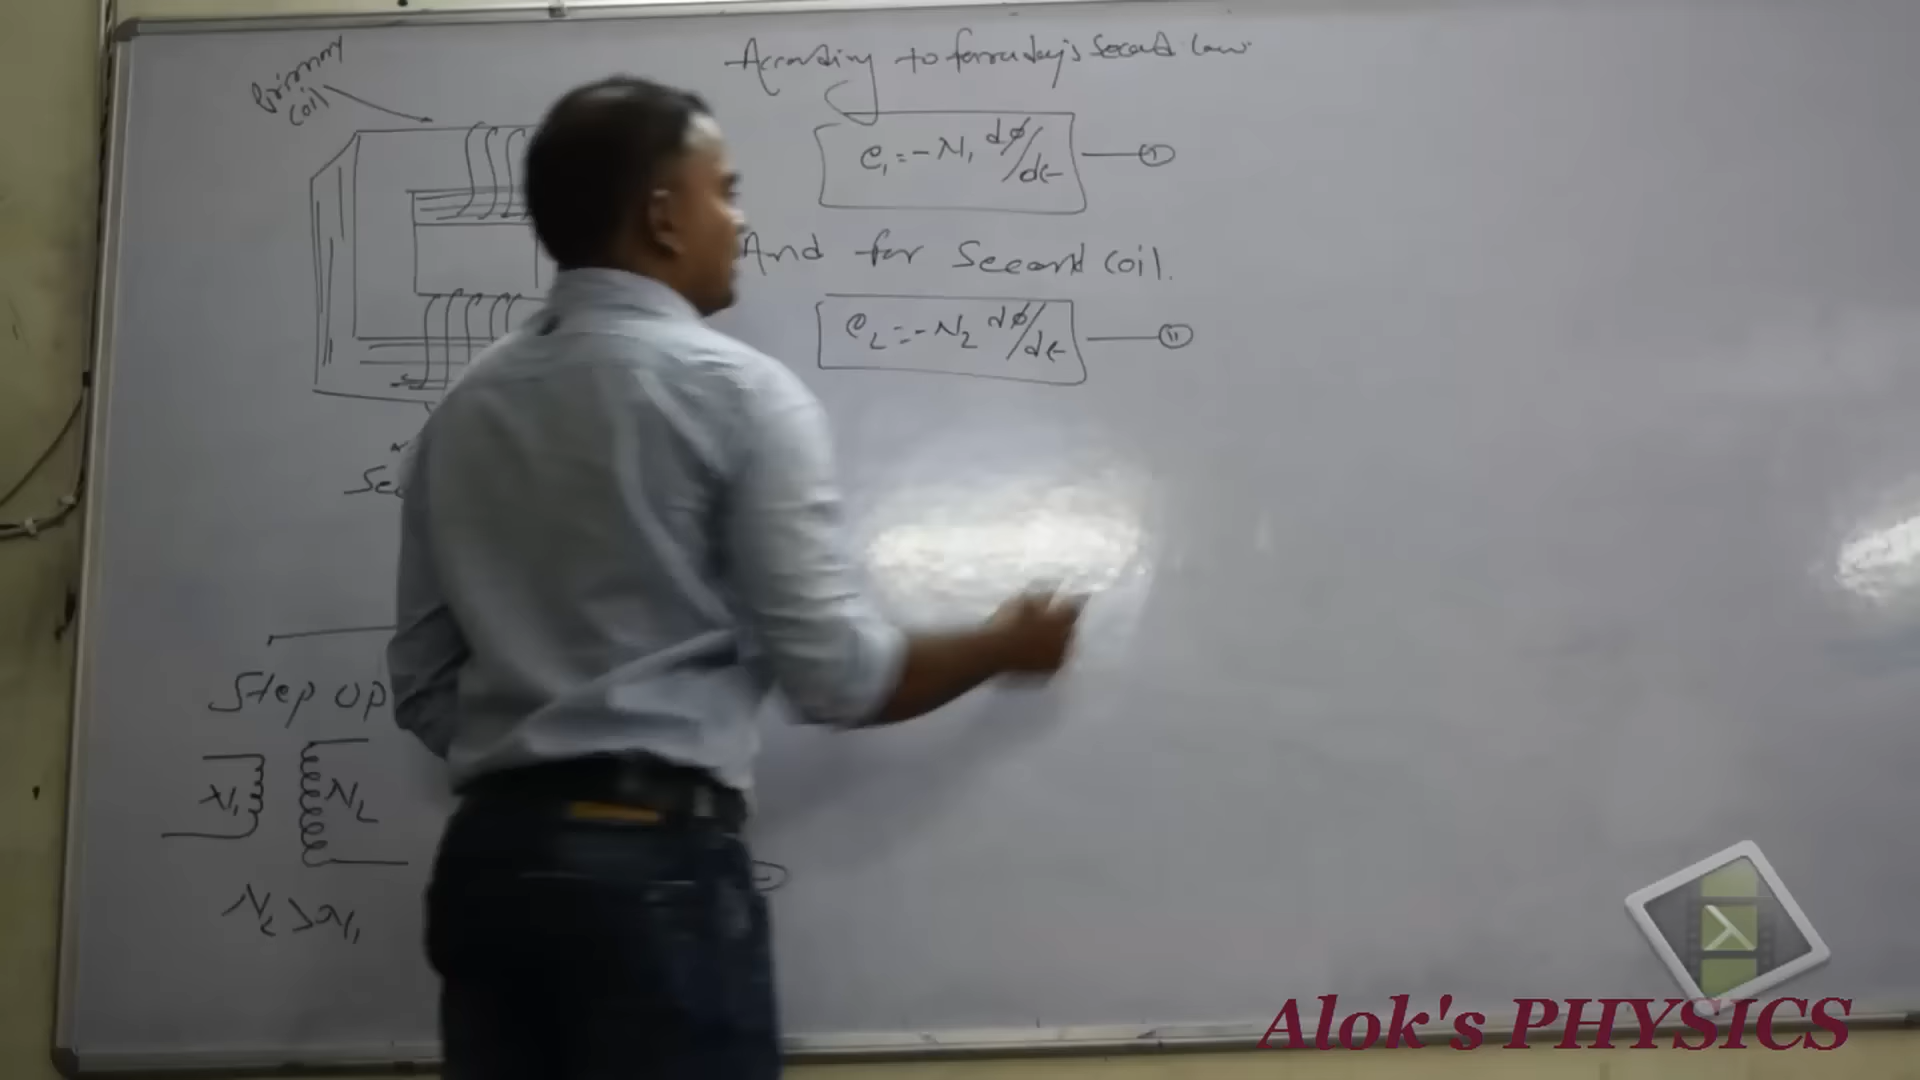 Primary
coil
According to farraday's Second law
e₁ = -N₁ dφ/dt — (I)
And for Second coil.
e₂ = -N₂ dφ/dt — (II)
Step up
N₁ N₂
N₂ > N₁
Alok's PHYSICS